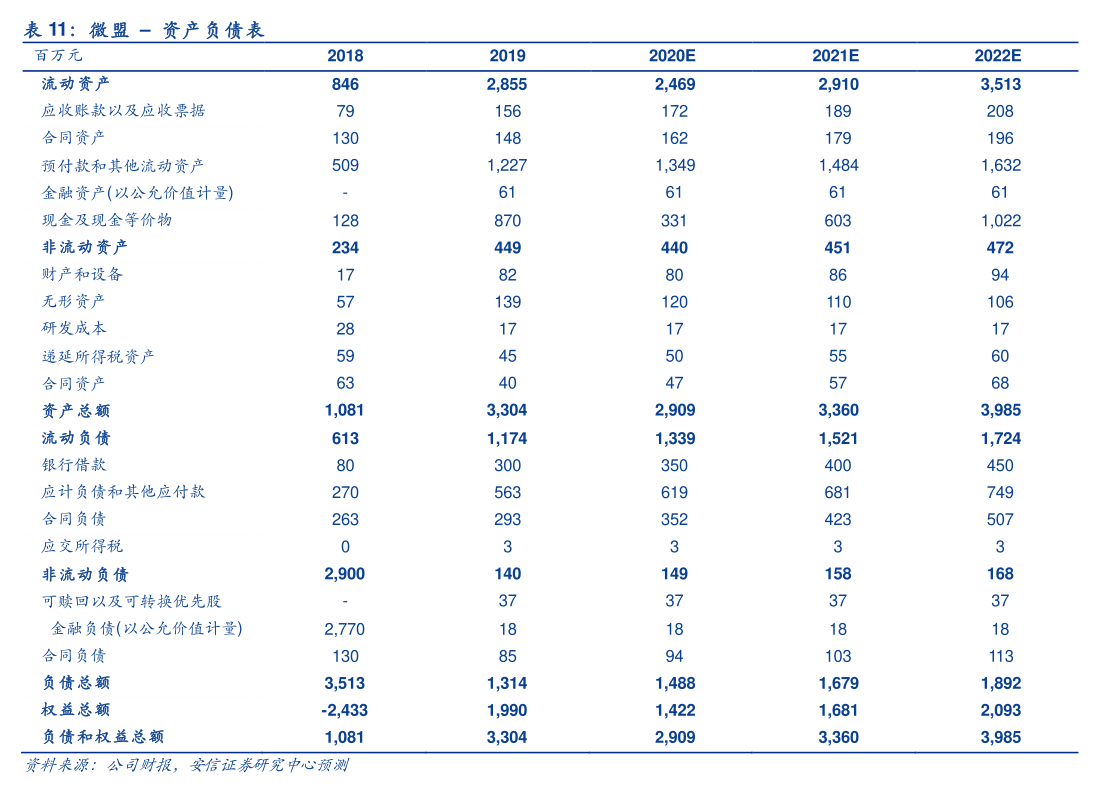 表 11：微盟 – 资产负债表
百万元 2018 2019 2020E 2021E 2022E
流动资产 846 2,855 2,469 2,910 3,513
应收账款以及应收票据 79 156 172 189 208
合同资产 130 148 162 179 196
预付款和其他流动资产 509 1,227 1,349 1,484 1,632
金融资产(以公允价值计量) - 61 61 61 61
现金及现金等价物 128 870 331 603 1,022
非流动资产 234 449 440 451 472
财产和设备 17 82 80 86 94
无形资产 57 139 120 110 106
研发成本 28 17 17 17 17
递延所得税资产 59 45 50 55 60
合同资产 63 40 47 57 68
资产总额 1,081 3,304 2,909 3,360 3,985
流动负债 613 1,174 1,339 1,521 1,724
银行借款 80 300 350 400 450
应计负债和其他应付款 270 563 619 681 749
合同负债 263 293 352 423 507
应交所得税 0 3 3 3 3
非流动负债 2,900 140 149 158 168
可赎回以及可转换优先股 - 37 37 37 37
金融负债(以公允价值计量) 2,770 18 18 18 18
合同负债 130 85 94 103 113
负债总额 3,513 1,314 1,488 1,679 1,892
权益总额 -2,433 1,990 1,422 1,681 2,093
负债和权益总额 1,081 3,304 2,909 3,360 3,985
资料来源：公司财报，安信证券研究中心预测